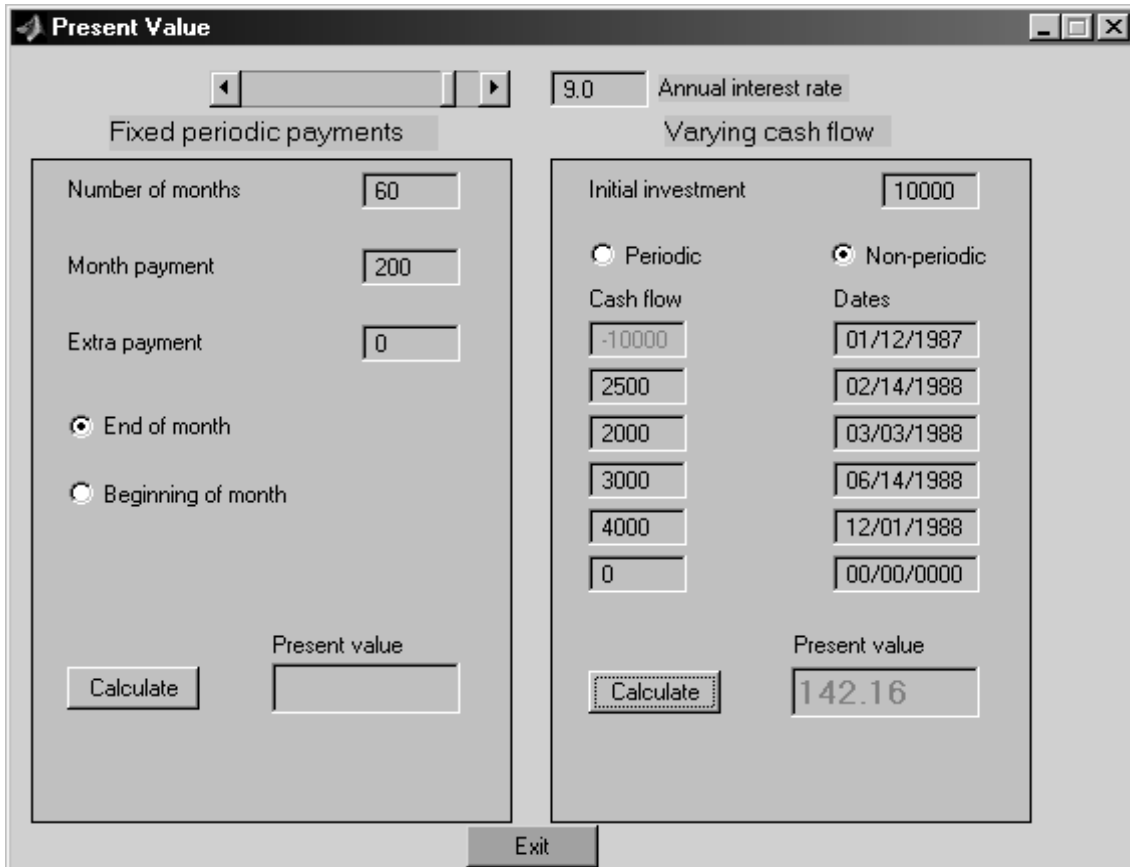 Present Value
9.0 Annual interest rate
Fixed periodic payments
Varying cash flow
Number of months 60
Month payment 200
Extra payment 0
End of month
Beginning of month
Present value
Calculate
Initial investment 10000
Periodic Non-periodic
Cash flow Dates
-10000 01/12/1987
2500 02/14/1988
2000 03/03/1988
3000 06/14/1988
4000 12/01/1988
0 00/00/0000
Present value
Calculate 142.16
Exit